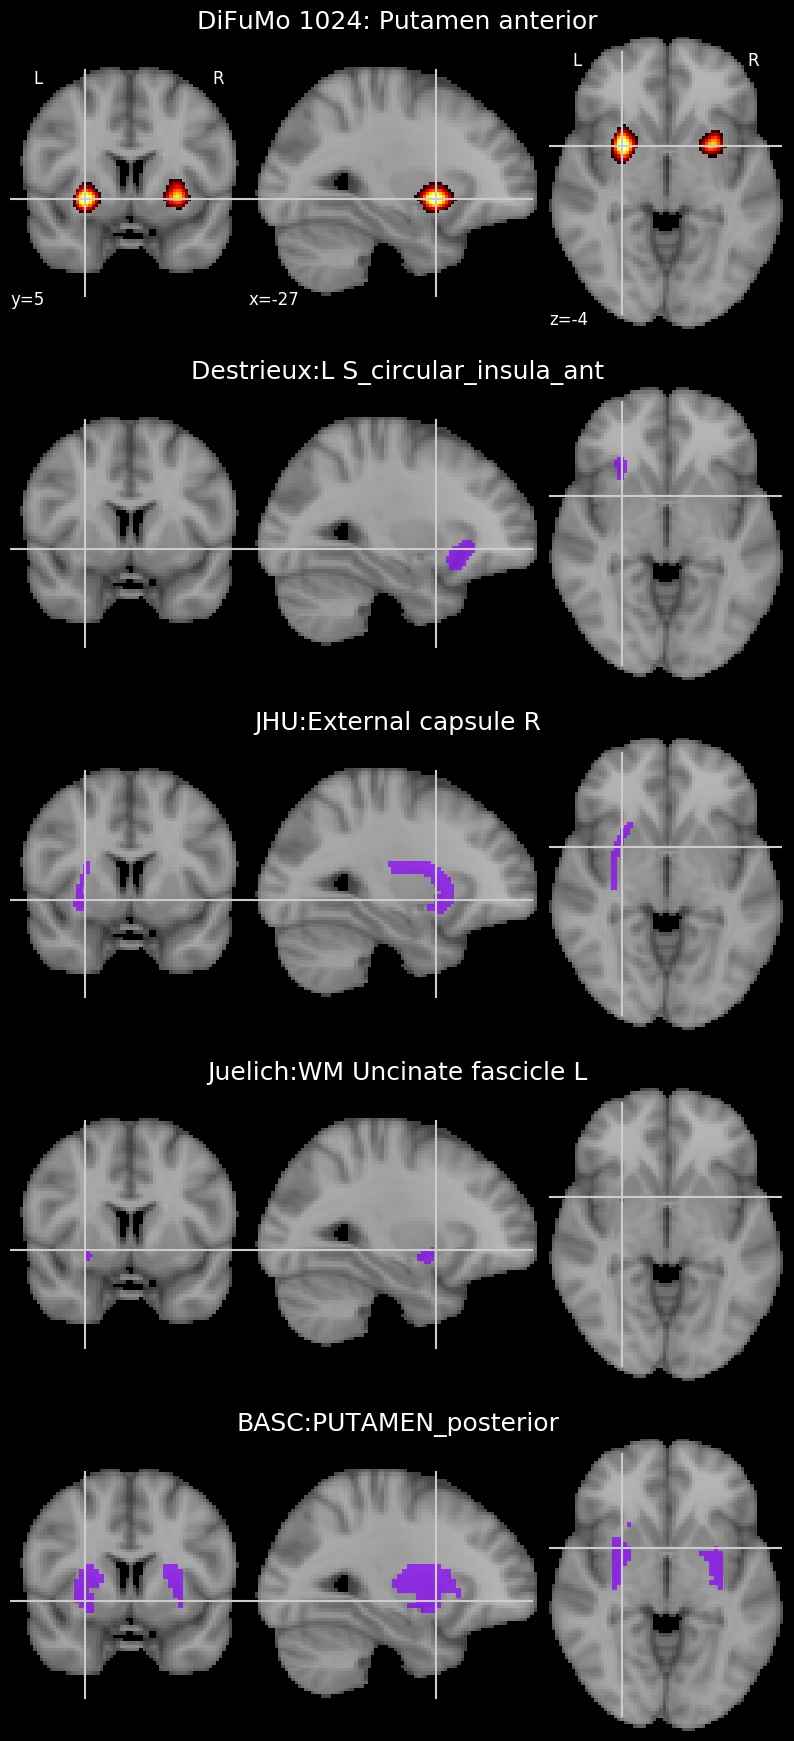 DiFuMo 1024: Putamen anterior
L R L R
y=5 x=-27 z=-4
Destrieux:L S_circular_insula_ant
JHU:External capsule R
Juelich:WM Uncinate fascicle L
BASC:PUTAMEN_posterior